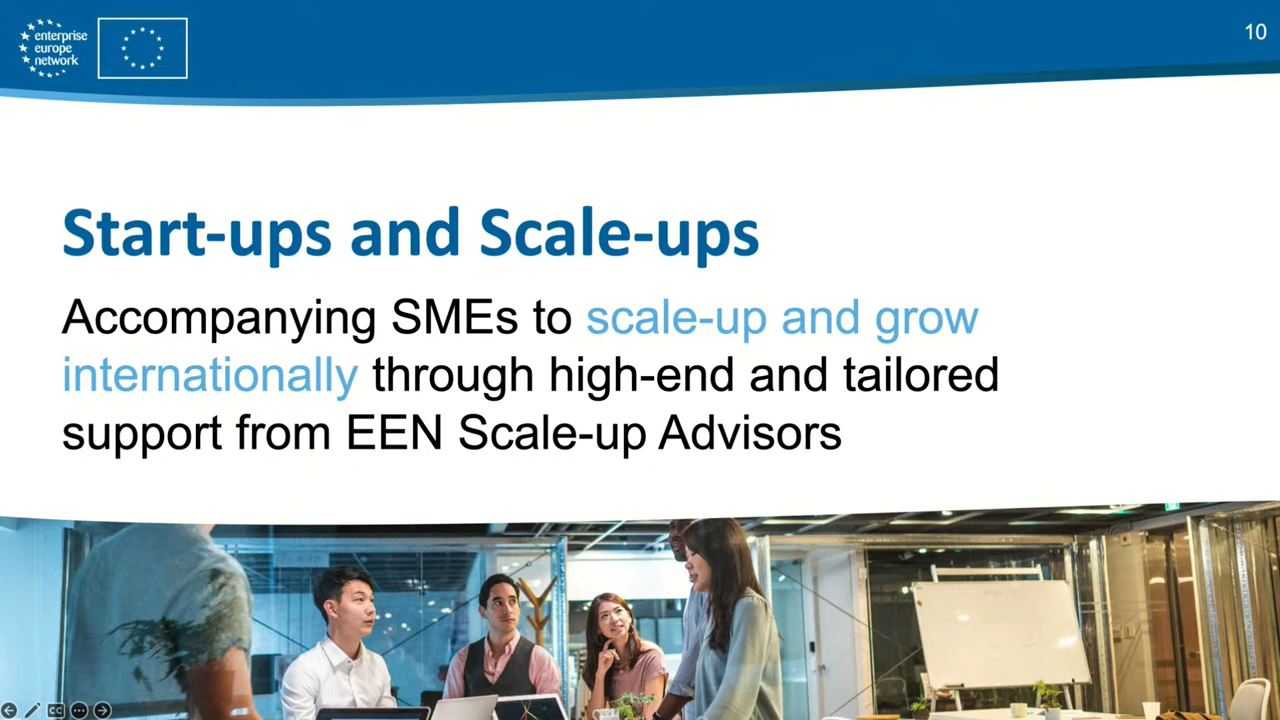 enterprise
europe
network
10
Start-ups and Scale-ups
Accompanying SMEs to scale-up and grow
internationally through high-end and tailored
support from EEN Scale-up Advisors
CC